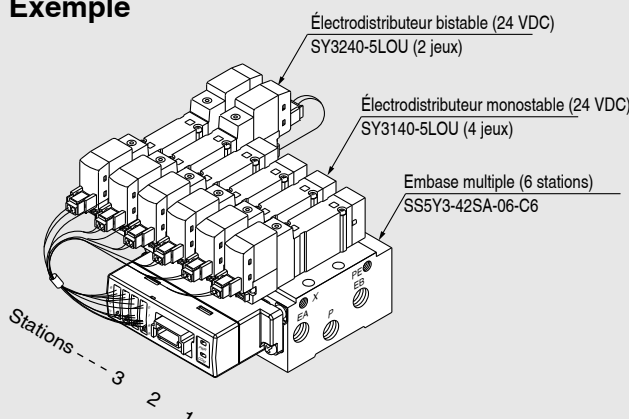 Exemple
Électrodistributeur bistable (24 VDC)
SY3240-5LOU (2 jeux)
Électrodistributeur monostable (24 VDC)
SY3140-5LOU (4 jeux)
Embase multiple (6 stations)
SS5Y3-42SA-06-C6
PE
EB
X
EA
P
Stations - - - 3 2 1